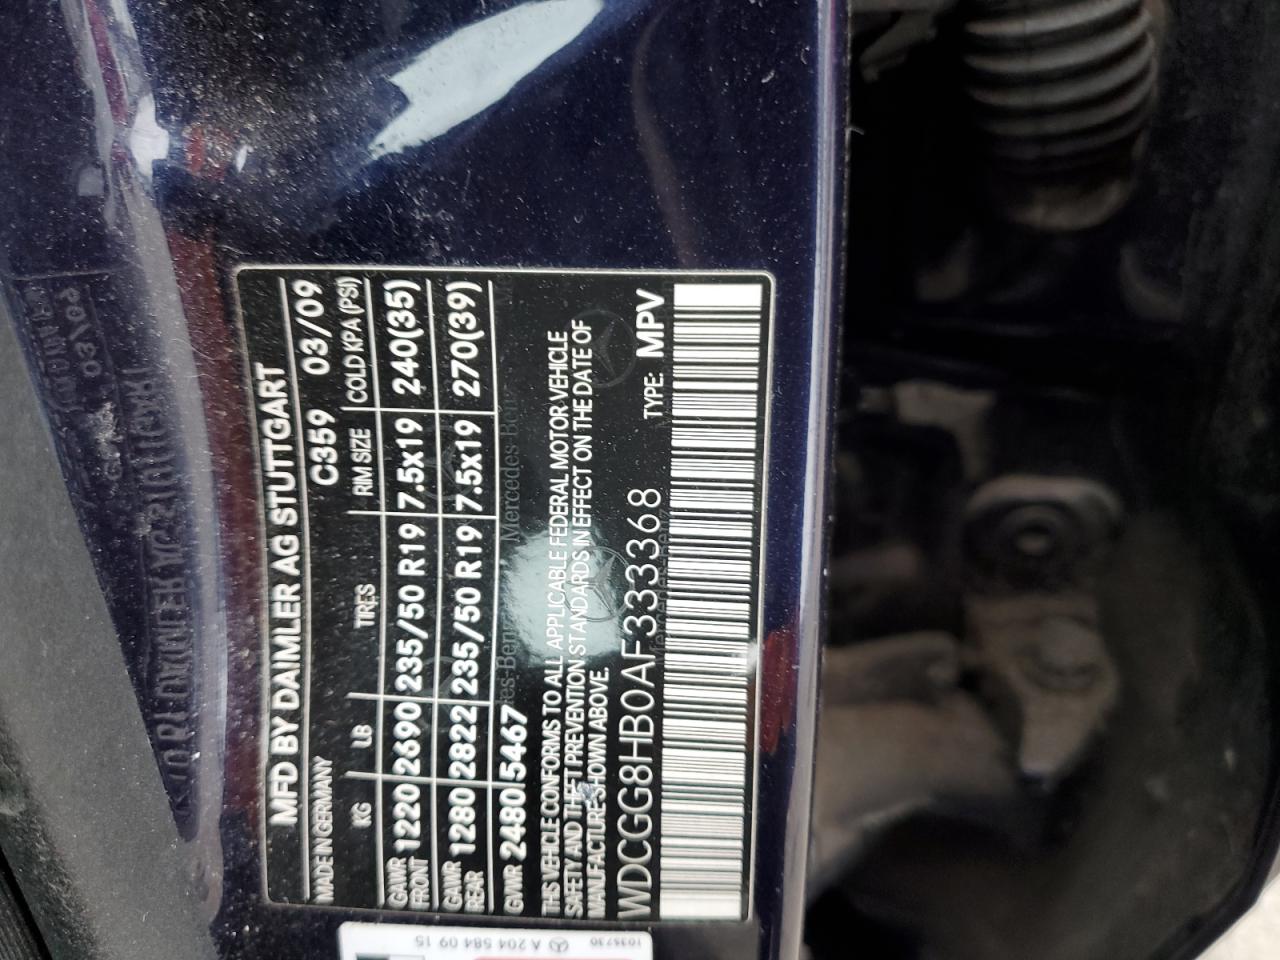 MFD BY DAIMLER AG STUTTGART
MADE IN GERMANY C359 03/09
KG LB TIRES RIM SIZE COLD KPA (PSI)
GAWR FRONT 1220 2690 235/50 R19 7.5x19 240(35)
GAWR REAR 1280 2822 235/50 R19 7.5x19 270(39)
GVWR 2480 5467
THIS VEHICLE CONFORMS TO ALL APPLICABLE FEDERAL MOTOR VEHICLE
SAFETY AND THEFT PREVENTION STANDARDS IN EFFECT ON THE DATE OF
MANUFACTURE SHOWN ABOVE.
WDCGG8HB0AF333368 TYPE: MPV
A 204 584 09 15